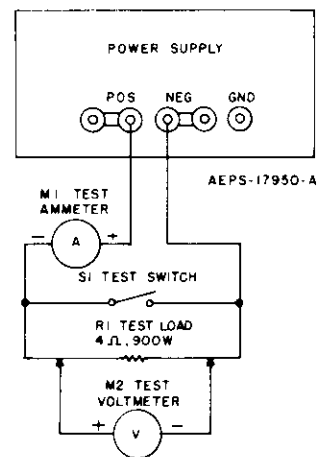 POWER SUPPLY
POS NEG GND
AEPS-17950-A
M1 TEST
AMMETER
- A +
S1 TEST SWITCH
R1 TEST LOAD
4Ω, 900W
M2 TEST
VOLTMETER
+ V -